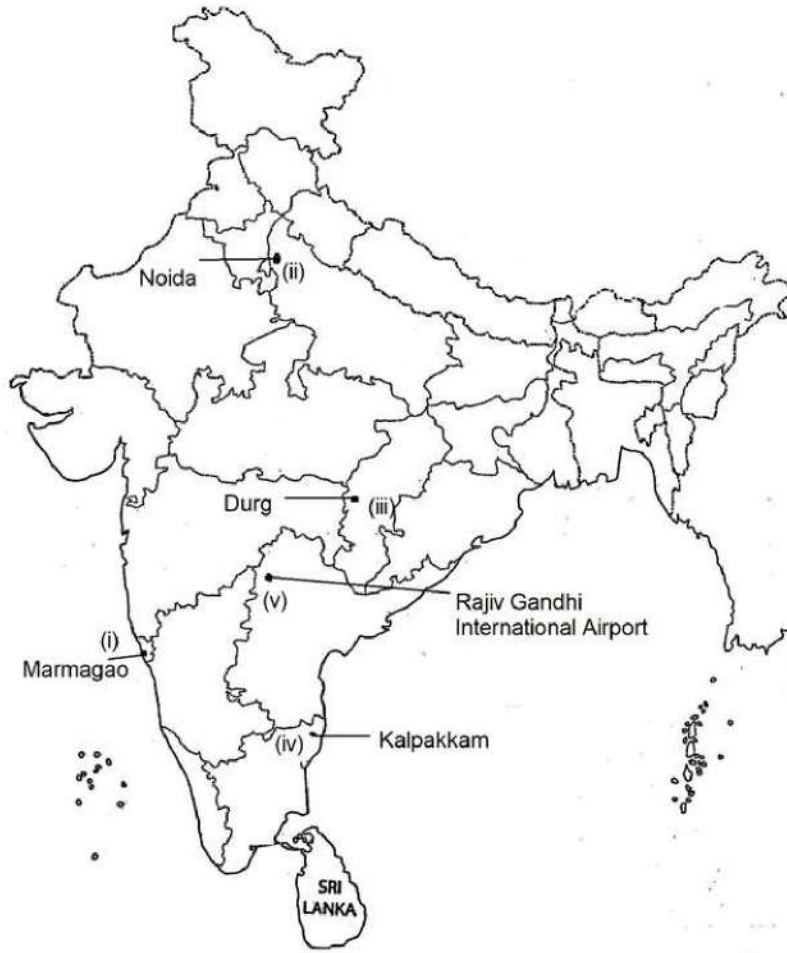 Noida
(ii)
Durg
(iii)
(v)
Rajiv Gandhi
International Airport
(i)
Marmagao
(iv)
Kalpakkam
SRI
LANKA